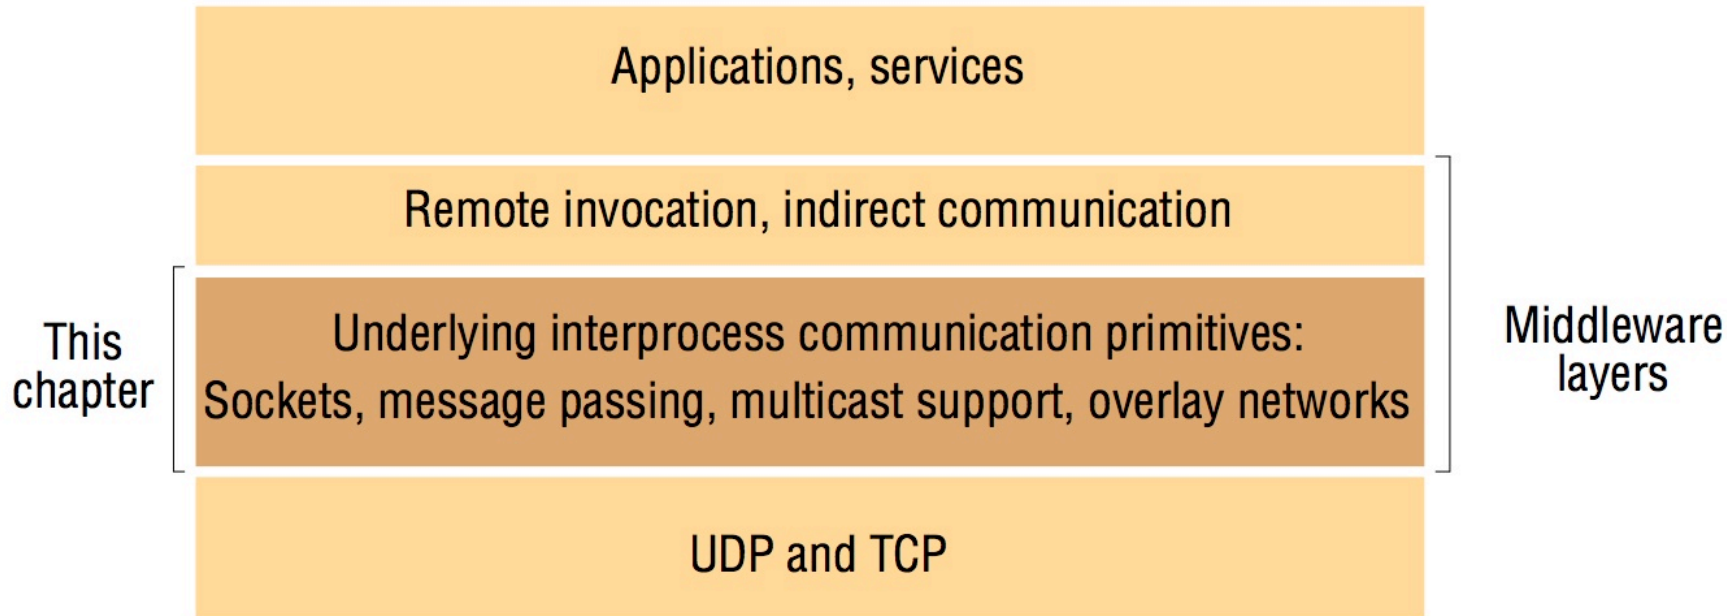 Applications, services
Remote invocation, indirect communication
This
chapter
Underlying interprocess communication primitives:
Sockets, message passing, multicast support, overlay networks
Middleware
layers
UDP and TCP